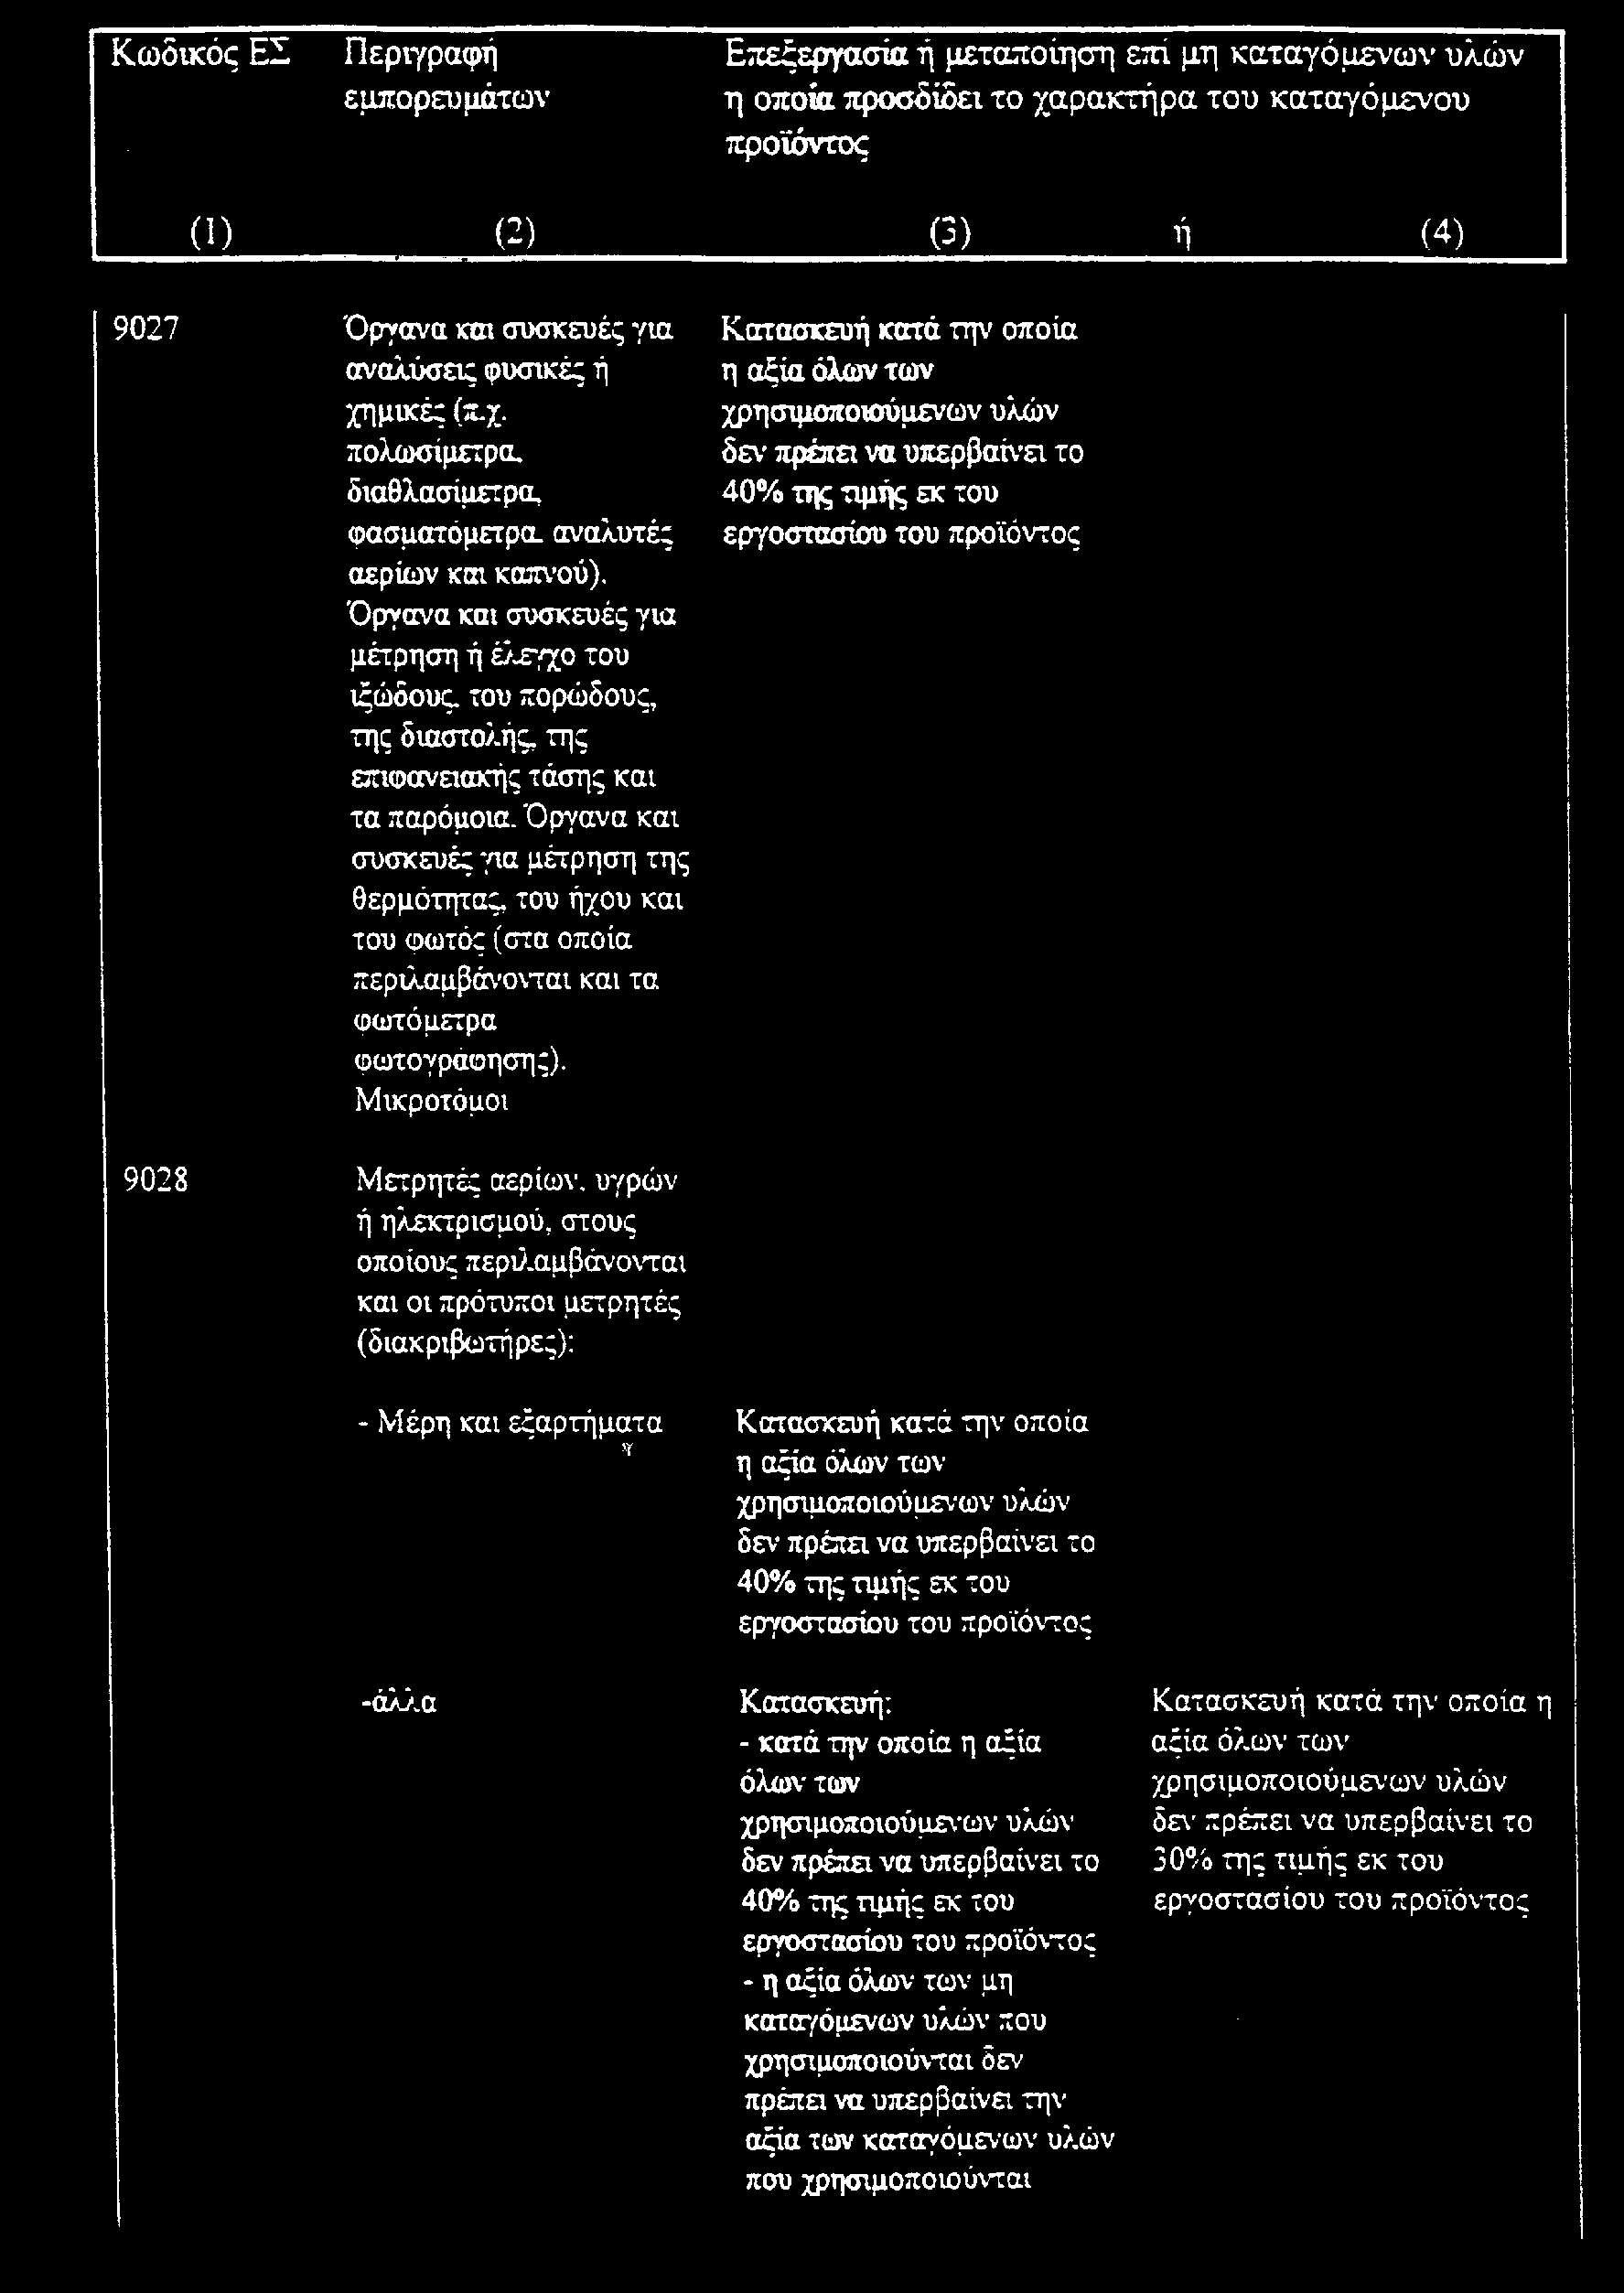 Κωδικός ΕΣ
Περιγραφή
εμπορευμάτων
Επεξεργασία ή μεταποίηση επί μη καταγόμενων υλών
η οποία προσδίδει το χαρακτήρα του καταγόμενου
προϊόντος
(1)
(2)
(3)
ή
(4)
9027
Όργανα και συσκευές για
αναλύσεις φυσικές ή
χημικές (π.χ.
πολωσίμετρα,
διαθλασίμετρα,
φασματόμετρα, αναλυτές
αερίων και καπνού).
Όργανα και συσκευές για
μέτρηση ή έλεγχο του
ιξώδους, του πορώδους,
της διαστολής, της
επιφανειακής τάσης και
τα παρόμοια. Όργανα και
συσκευές για μέτρηση της
θερμότητας, του ήχου και
του φωτός (στα οποία
περιλαμβάνονται και τα
φωτόμετρα
φωτογράφησης).
Μικροτόμοι
Κατασκευή κατά την οποία
η αξία όλων των
χρησιμοποιούμενων υλών
δεν πρέπει να υπερβαίνει το
40% της τιμής εκ του
εργοστασίου του προϊόντος
9028
Μετρητές αερίων, υγρών
ή ηλεκτρισμού, στους
οποίους περιλαμβάνονται
και οι πρότυποι μετρητές
(διακριβωτήρες):
- Μέρη και εξαρτήματα
Κατασκευή κατά την οποία
η αξία όλων των
χρησιμοποιούμενων υλών
δεν πρέπει να υπερβαίνει το
40% της τιμής εκ του
εργοστασίου του προϊόντος
-άλλα
Κατασκευή:
- κατά την οποία η αξία
όλων των
χρησιμοποιούμενων υλών
δεν πρέπει να υπερβαίνει το
40% της τιμής εκ του
εργοστασίου του προϊόντος
- η αξία όλων των μη
καταγόμενων υλών που
χρησιμοποιούνται δεν
πρέπει να υπερβαίνει την
αξία των καταγόμενων υλών
που χρησιμοποιούνται
Κατασκευή κατά την οποία η
αξία όλων των
χρησιμοποιούμενων υλών
δεν πρέπει να υπερβαίνει το
30% της τιμής εκ του
εργοστασίου του προϊόντος